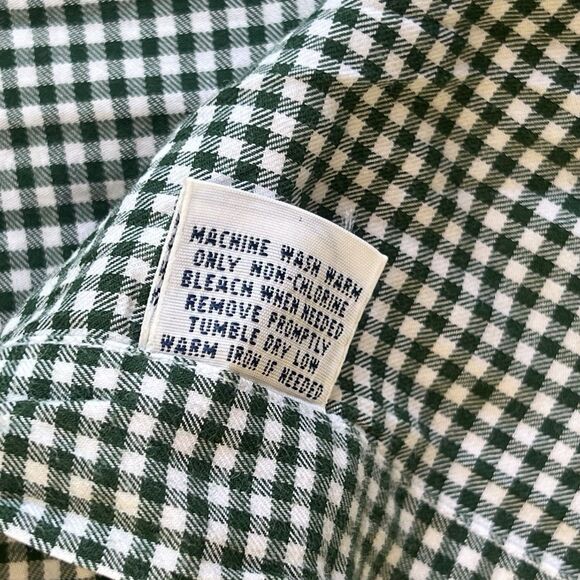 MACHINE WASH WARM
ONLY NON-CHLORINE
BLEACH WHEN NEEDED
REMOVE PROMPTLY
TUMBLE DRY LOW
WARM IRON IF NEEDED